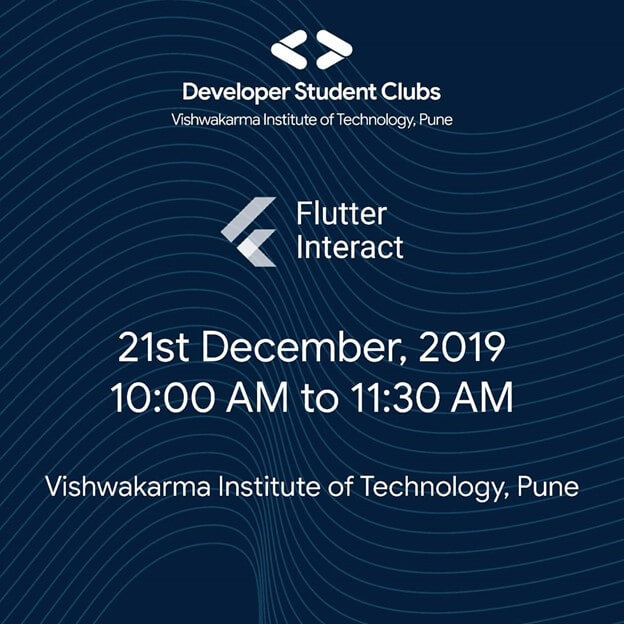 Developer Student Clubs
Vishwakarma Institute of Technology, Pune
Flutter
Interact
21st December, 2019
10:00 AM to 11:30 AM
Vishwakarma Institute of Technology, Pune